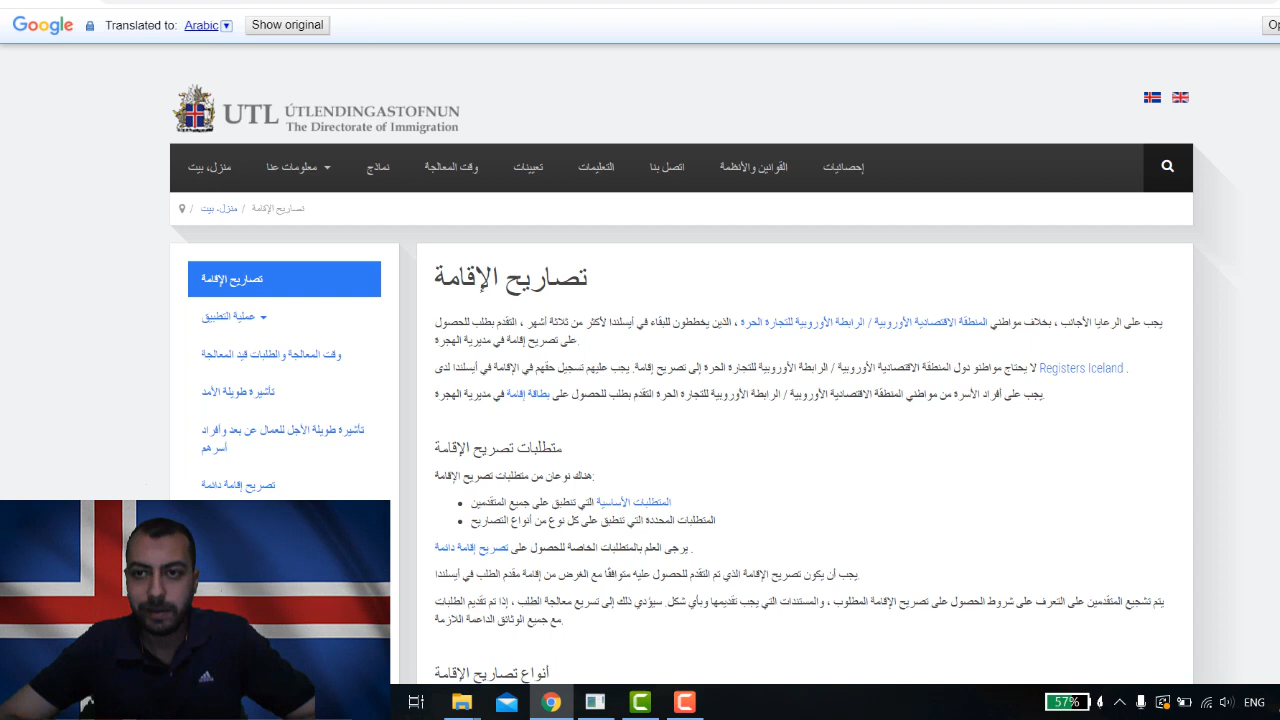 Google Translated to: Arabic Show original Op
UTL ÚTLENDINGASTOFNUN
The Directorate of Immigration
منزل، بيت معلومات عنا نماذج وقت المعالجة تعيينات التعليمات اتصل بنا القوانين والأنظمة إحصائيات
/ منزل، بيت / تصاريح الإقامة
تصاريح الإقامة
عملية التطبيق
وقت المعالجة والطلبات قيد المعالجة
تأشيرة طويلة الأمد
تأشيرة طويلة الأجل للعمال عن بعد وأفراد
أسرهم
تصريح إقامة دائمة
تصاريح الإقامة
يجب على الرعايا الأجانب ، بخلاف مواطني المنطقة الاقتصادية الأوروبية / الرابطة الأوروبية للتجارة الحرة ، الذين يخططون للبقاء في أيسلندا لأكثر من ثلاثة أشهر ، التقدم بطلب للحصول
على تصريح إقامة في مديرية الهجرة.
لا يحتاج مواطنو دول المنطقة الاقتصادية الأوروبية / الرابطة الأوروبية للتجارة الحرة إلى تصريح إقامة. يجب عليهم تسجيل حقهم في الإقامة في أيسلندا لدى Registers Iceland .
يجب على أفراد الأسرة من مواطني المنطقة الاقتصادية الأوروبية / الرابطة الأوروبية للتجارة الحرة التقدم بطلب للحصول على بطاقة إقامة في مديرية الهجرة.
متطلبات تصريح الإقامة
هناك نوعان من متطلبات تصريح الإقامة:
المتطلبات الأساسية التي تنطبق على جميع المتقدمين
المتطلبات المحددة التي تنطبق على كل نوع من أنواع التصاريح
يرجى العلم بالمتطلبات الخاصة للحصول على تصريح إقامة دائمة .
يجب أن يكون تصريح الإقامة الذي تم التقدم للحصول عليه متوافقًا مع الغرض من إقامة مقدم الطلب في أيسلندا.
يتم تشجيع المتقدمين على التعرف على شروط الحصول على تصريح الإقامة المطلوب ، والمستندات التي يجب تقديمها وبأي شكل. سيؤدي ذلك إلى تسريع معالجة الطلب ، إذا تم تقديم الطلبات
مع جميع الوثائق الداعمة اللازمة.
أنواع تصاريح الإقامة
57% ENG